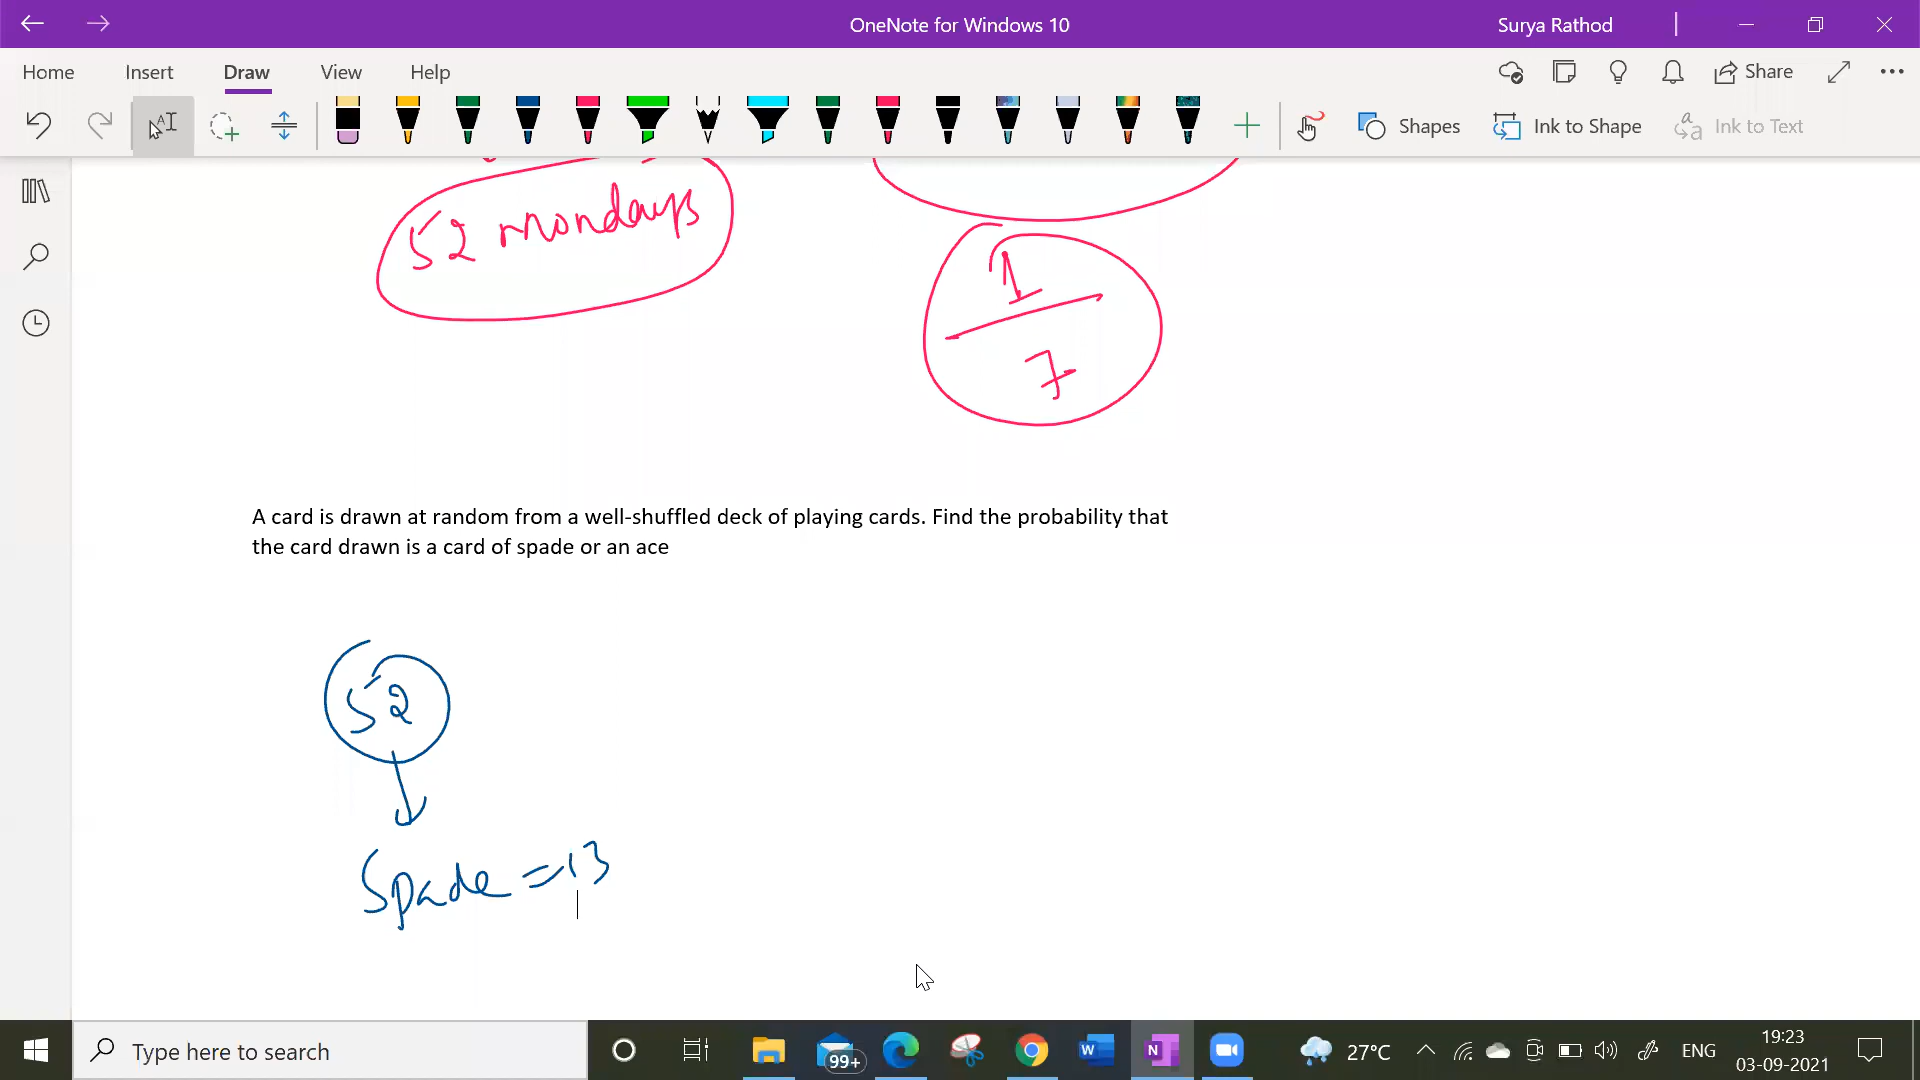 OneNote for Windows 10
Surya Rathod
Home Insert Draw View Help
Share
Shapes
Ink to Shape
Ink to Text
52 mondays
1
7
A card is drawn at random from a well-shuffled deck of playing cards. Find the probability that
the card drawn is a card of spade or an ace
52
Spade = 13
Type here to search
99+
27°C
ENG
19:23
03-09-2021